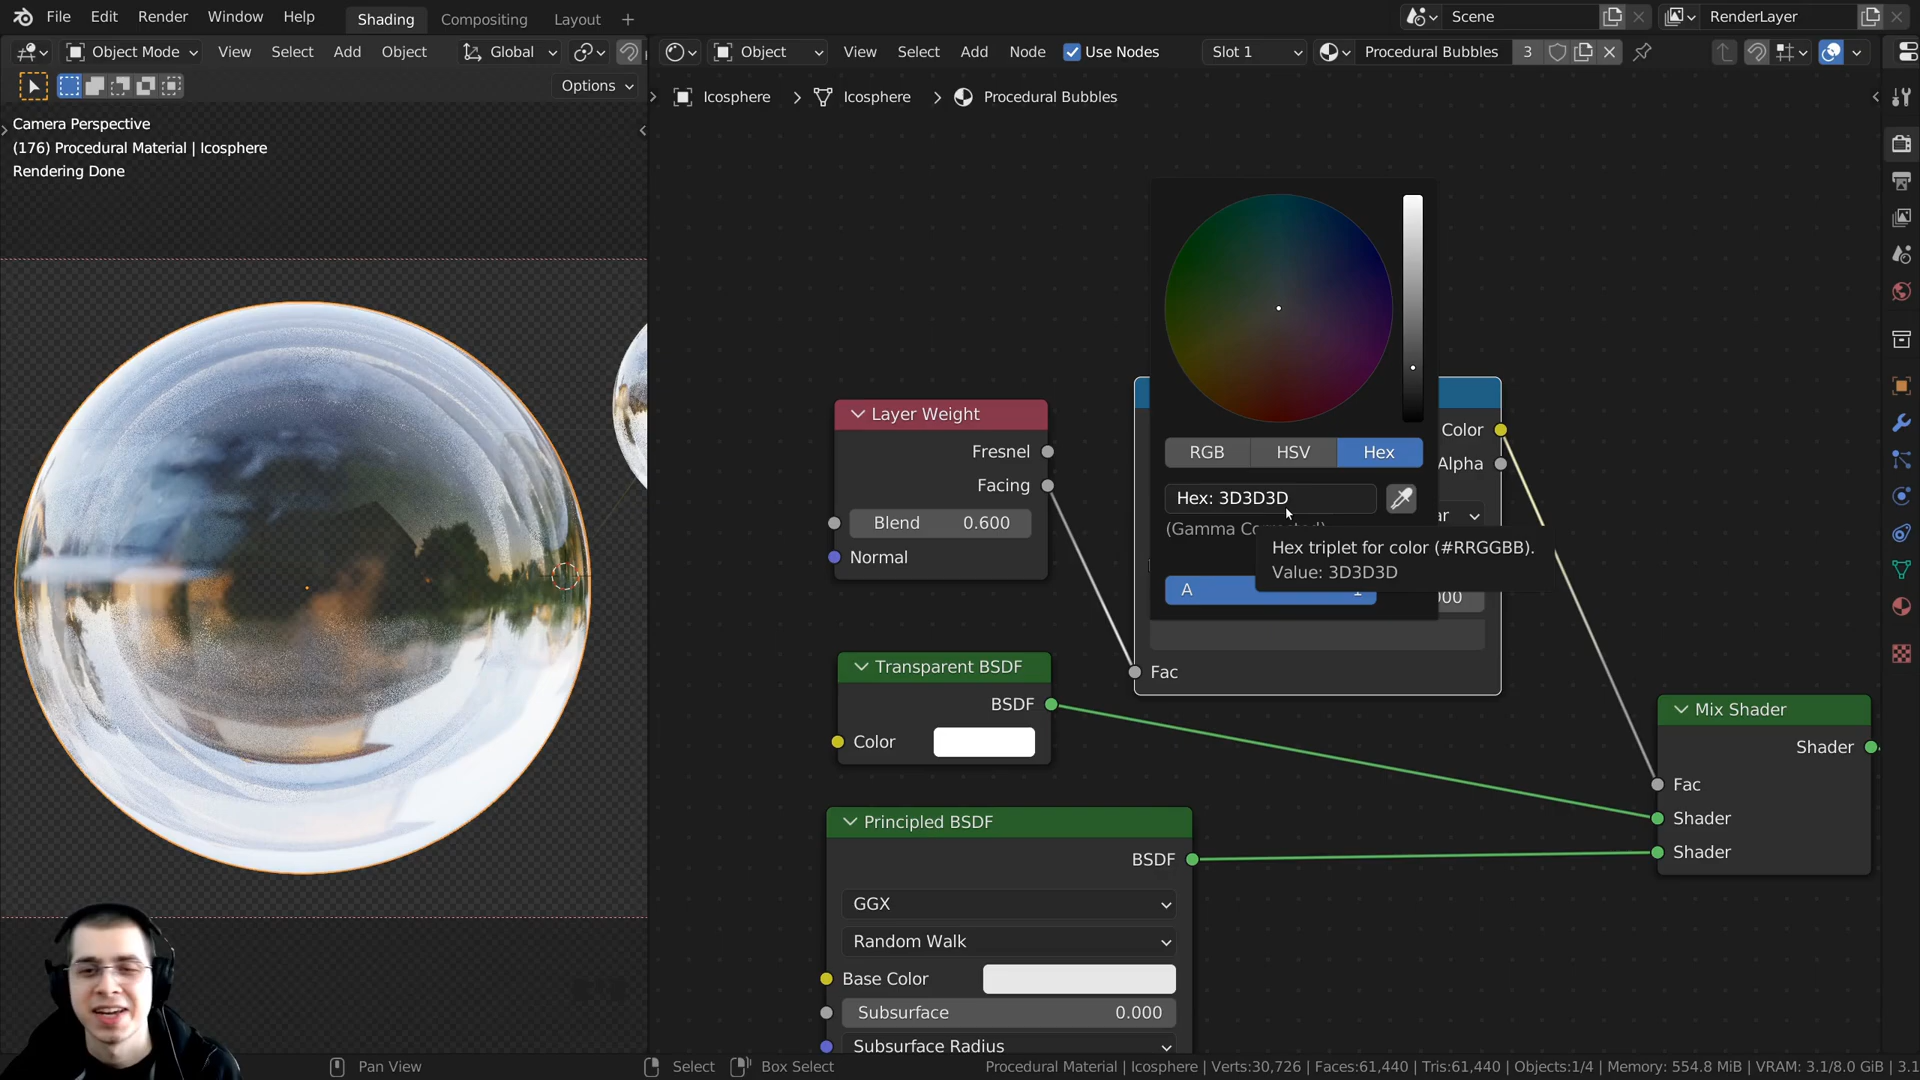 File Edit Render Window Help Shading Compositing Layout + Scene RenderLayer
Object Mode View Select Add Object Global Object View Select Add Node Use Nodes Slot 1 Procedural Bubbles 3
Options
Icosphere > Icosphere > Procedural Bubbles
Camera Perspective
(176) Procedural Material | Icosphere
Rendering Done
Layer Weight
Fresnel
Facing
Blend 0.600
Normal
RGB HSV Hex
Hex: 3D3D3D
(Gamma Corrected)
Hex triplet for color (#RRGGBB).
Value: 3D3D3D
A 1
Color
Alpha
ar
00
Fac
Transparent BSDF
BSDF
Color
Mix Shader
Shader
Fac
Shader
Shader
Principled BSDF
BSDF
GGX
Random Walk
Base Color
Subsurface 0.000
Subsurface Radius
Pan View Select Box Select Procedural Material | Icosphere | Verts:30,726 | Faces:61,440 | Tris:61,440 | Objects:1/4 | Memory: 554.8 MiB | VRAM: 3.1/8.0 GiB | 3.1